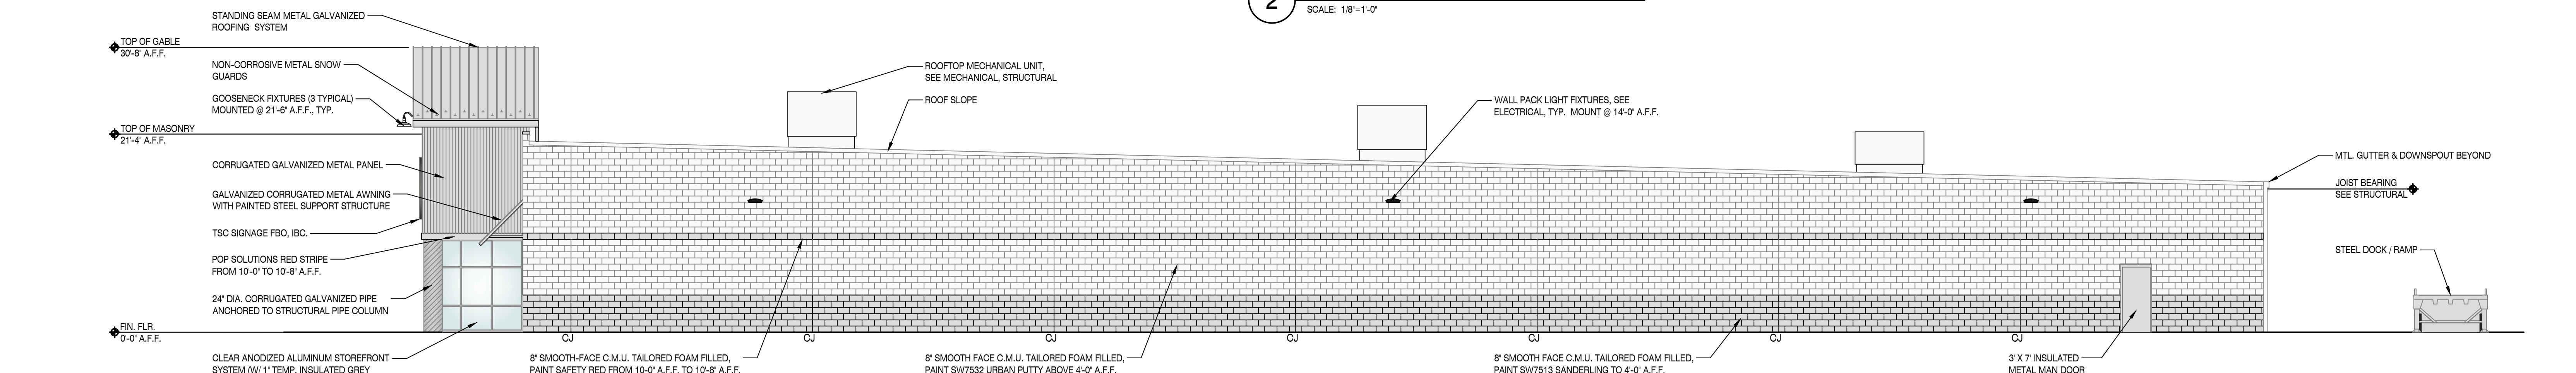 2
SCALE: 1/8"=1'-0"
STANDING SEAM METAL GALVANIZED
ROOFING SYSTEM
TOP OF GABLE
30'-8" A.F.F.
NON-CORROSIVE METAL SNOW
GUARDS
GOOSENECK FIXTURES (3 TYPICAL)
MOUNTED @ 21'-6" A.F.F., TYP.
TOP OF MASONRY
21'-4" A.F.F.
CORRUGATED GALVANIZED METAL PANEL
GALVANIZED CORRUGATED METAL AWNING
WITH PAINTED STEEL SUPPORT STRUCTURE
TSC SIGNAGE FBO, IBC.
POP SOLUTIONS RED STRIPE
FROM 10'-0" TO 10'-8" A.F.F.
24" DIA. CORRUGATED GALVANIZED PIPE
ANCHORED TO STRUCTURAL PIPE COLUMN
FIN. FLR.
0'-0" A.F.F.
CLEAR ANODIZED ALUMINUM STOREFRONT
SYSTEM (W/ 1" TEMP. INSULATED GREY
ROOFTOP MECHANICAL UNIT,
SEE MECHANICAL, STRUCTURAL
ROOF SLOPE
WALL PACK LIGHT FIXTURES, SEE
ELECTRICAL, TYP. MOUNT @ 14'-0" A.F.F.
MTL. GUTTER & DOWNSPOUT BEYOND
JOIST BEARING
SEE STRUCTURAL
STEEL DOCK / RAMP
CJ
CJ
CJ
CJ
CJ
CJ
CJ
8" SMOOTH-FACE C.M.U. TAILORED FOAM FILLED,
PAINT SAFETY RED FROM 10-0" A.F.F. TO 10'-8" A.F.F.
8" SMOOTH FACE C.M.U. TAILORED FOAM FILLED,
PAINT SW7532 URBAN PUTTY ABOVE 4'-0" A.F.F.
8" SMOOTH FACE C.M.U. TAILORED FOAM FILLED,
PAINT SW7513 SANDERLING TO 4'-0" A.F.F.
3' X 7' INSULATED
METAL MAN DOOR